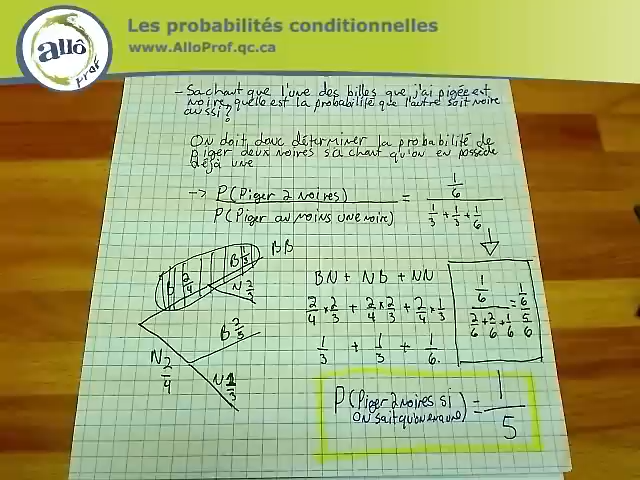 Les probabilités conditionnelles
www.AlloProf.qc.ca
allô
prof
- Sachant que l'une des billes que j'ai pigée est
noire, quelle est la probabilité que l'autre soit noire
aussi?
On doit donc déterminer la probabilité de
Piger deux noires sachant qu'on en possède
déjà une
-> P(Piger 2 noires) / P(Piger au moins une noire) = 1/6 / 1/3 + 1/3 + 1/6
BB
B 1/3
B 2/4
N 2/3
B 2/3
N 2/4
N 1/3
BN + NB + NN
2/4 × 2/3 + 2/4 × 2/3 + 2/4 × 1/3
1/3 + 1/3 + 1/6
1/6 / 2/6 + 2/6 + 1/6 = 1/6 / 5/6
P(Piger 2 noires si
on sait qu'on en a une) = 1/5